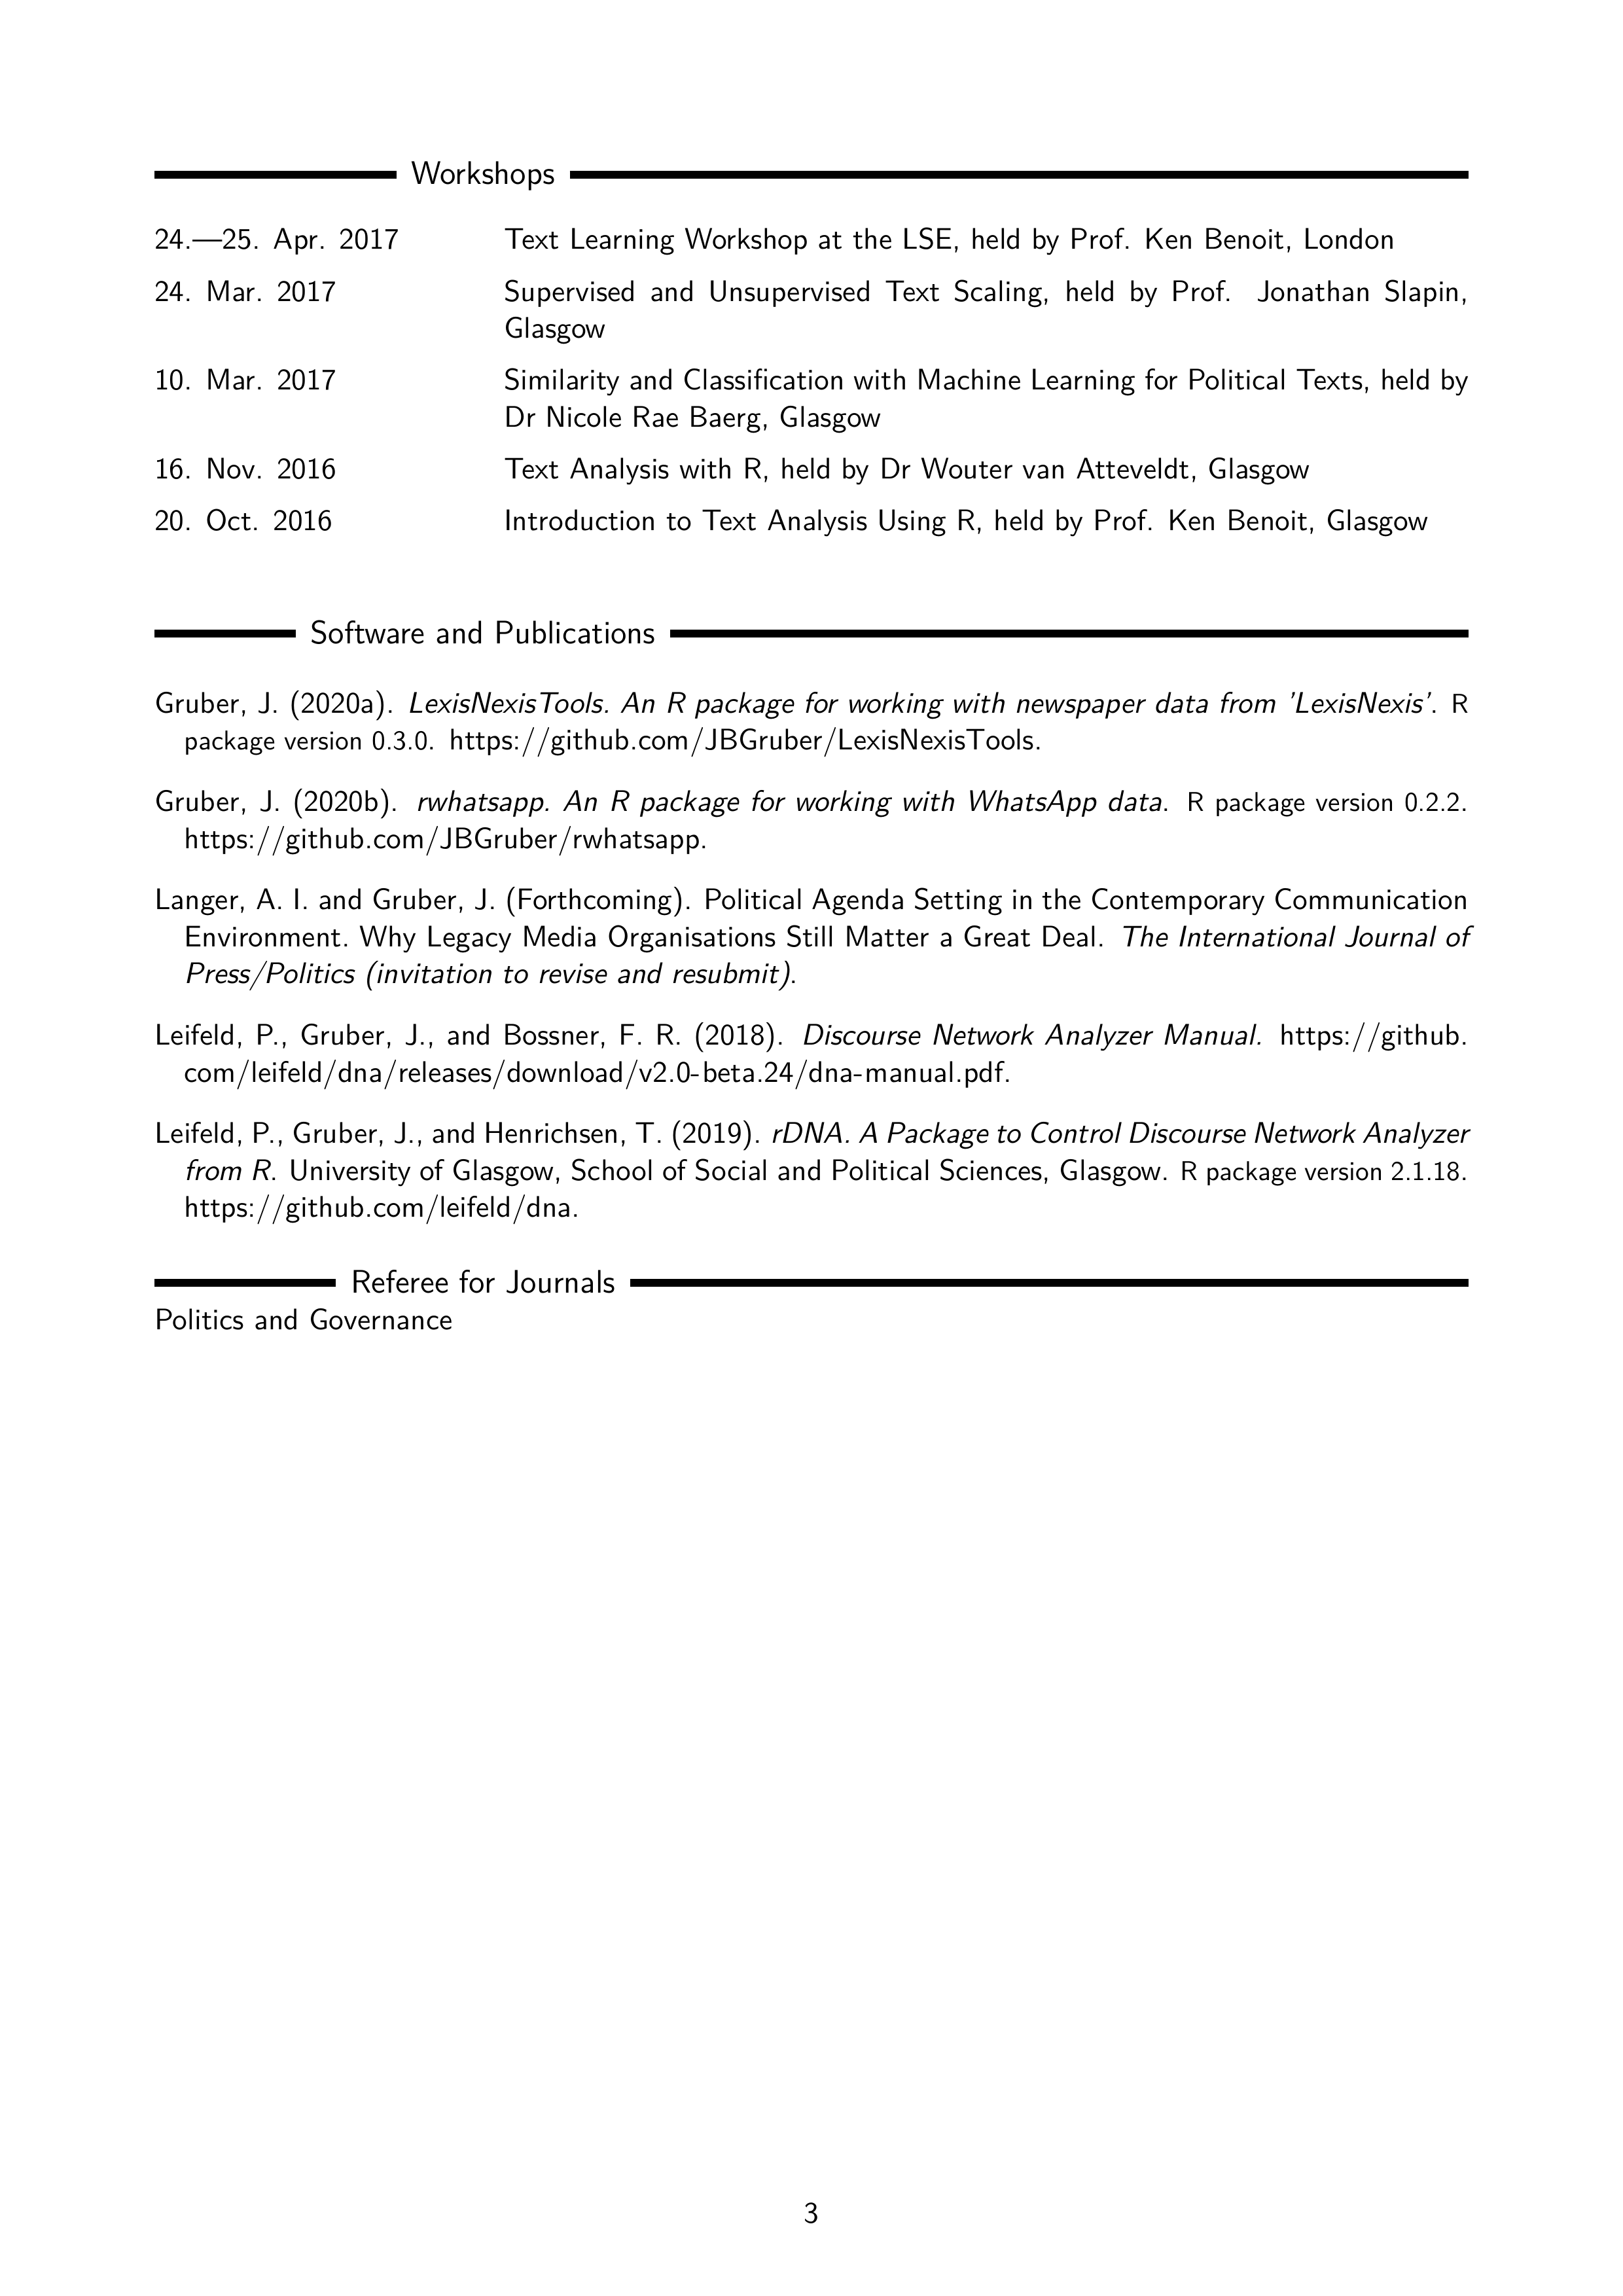 Workshops
24.—25. Apr. 2017 Text Learning Workshop at the LSE, held by Prof. Ken Benoit, London
24. Mar. 2017 Supervised and Unsupervised Text Scaling, held by Prof. Jonathan Slapin,
Glasgow
10. Mar. 2017 Similarity and Classification with Machine Learning for Political Texts, held by
Dr Nicole Rae Baerg, Glasgow
16. Nov. 2016 Text Analysis with R, held by Dr Wouter van Atteveldt, Glasgow
20. Oct. 2016 Introduction to Text Analysis Using R, held by Prof. Ken Benoit, Glasgow
Software and Publications
Gruber, J. (2020a). LexisNexisTools. An R package for working with newspaper data from 'LexisNexis'. R
package version 0.3.0. https://github.com/JBGruber/LexisNexisTools.
Gruber, J. (2020b). rwhatsapp. An R package for working with WhatsApp data. R package version 0.2.2.
https://github.com/JBGruber/rwhatsapp.
Langer, A. I. and Gruber, J. (Forthcoming). Political Agenda Setting in the Contemporary Communication
Environment. Why Legacy Media Organisations Still Matter a Great Deal. The International Journal of
Press/Politics (invitation to revise and resubmit).
Leifeld, P., Gruber, J., and Bossner, F. R. (2018). Discourse Network Analyzer Manual. https://github.
com/leifeld/dna/releases/download/v2.0-beta.24/dna-manual.pdf.
Leifeld, P., Gruber, J., and Henrichsen, T. (2019). rDNA. A Package to Control Discourse Network Analyzer
from R. University of Glasgow, School of Social and Political Sciences, Glasgow. R package version 2.1.18.
https://github.com/leifeld/dna.
Referee for Journals
Politics and Governance
3